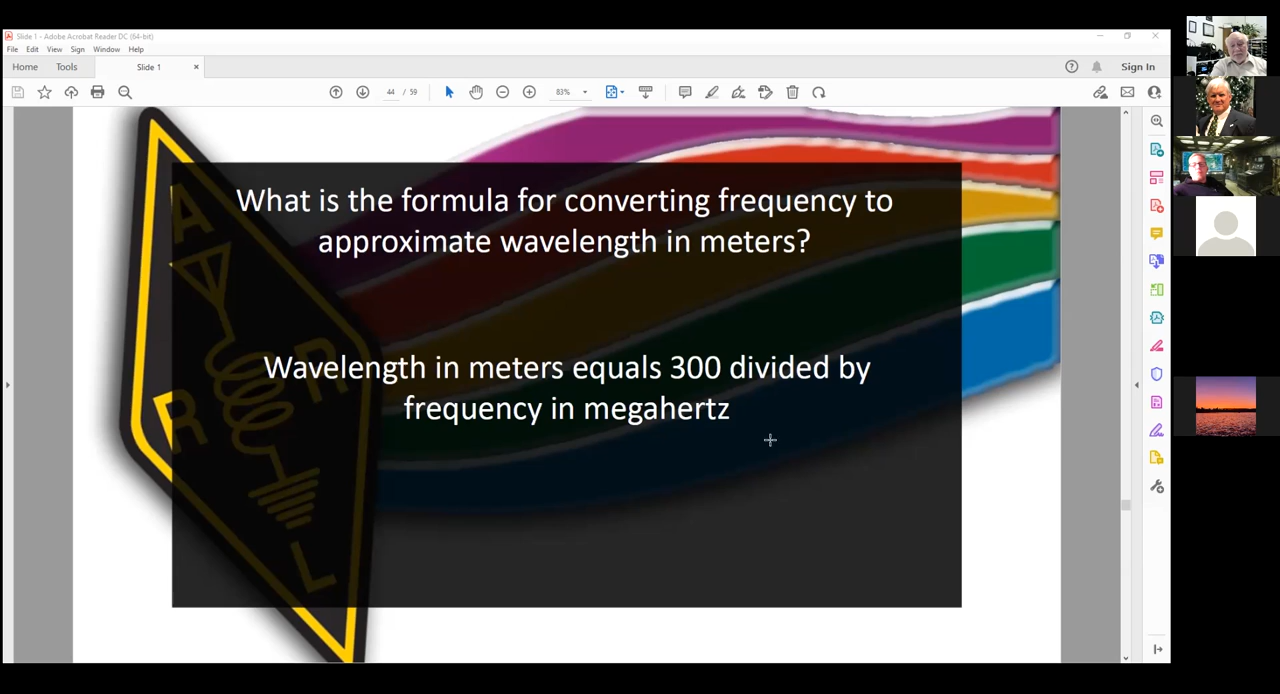 Slide 1 - Adobe Acrobat Reader DC (64-bit)
File Edit View Sign Window Help
Home Tools Slide 1 × Sign In
44 / 59 83%
What is the formula for converting frequency to
approximate wavelength in meters?
Wavelength in meters equals 300 divided by
frequency in megahertz
A
R R
L